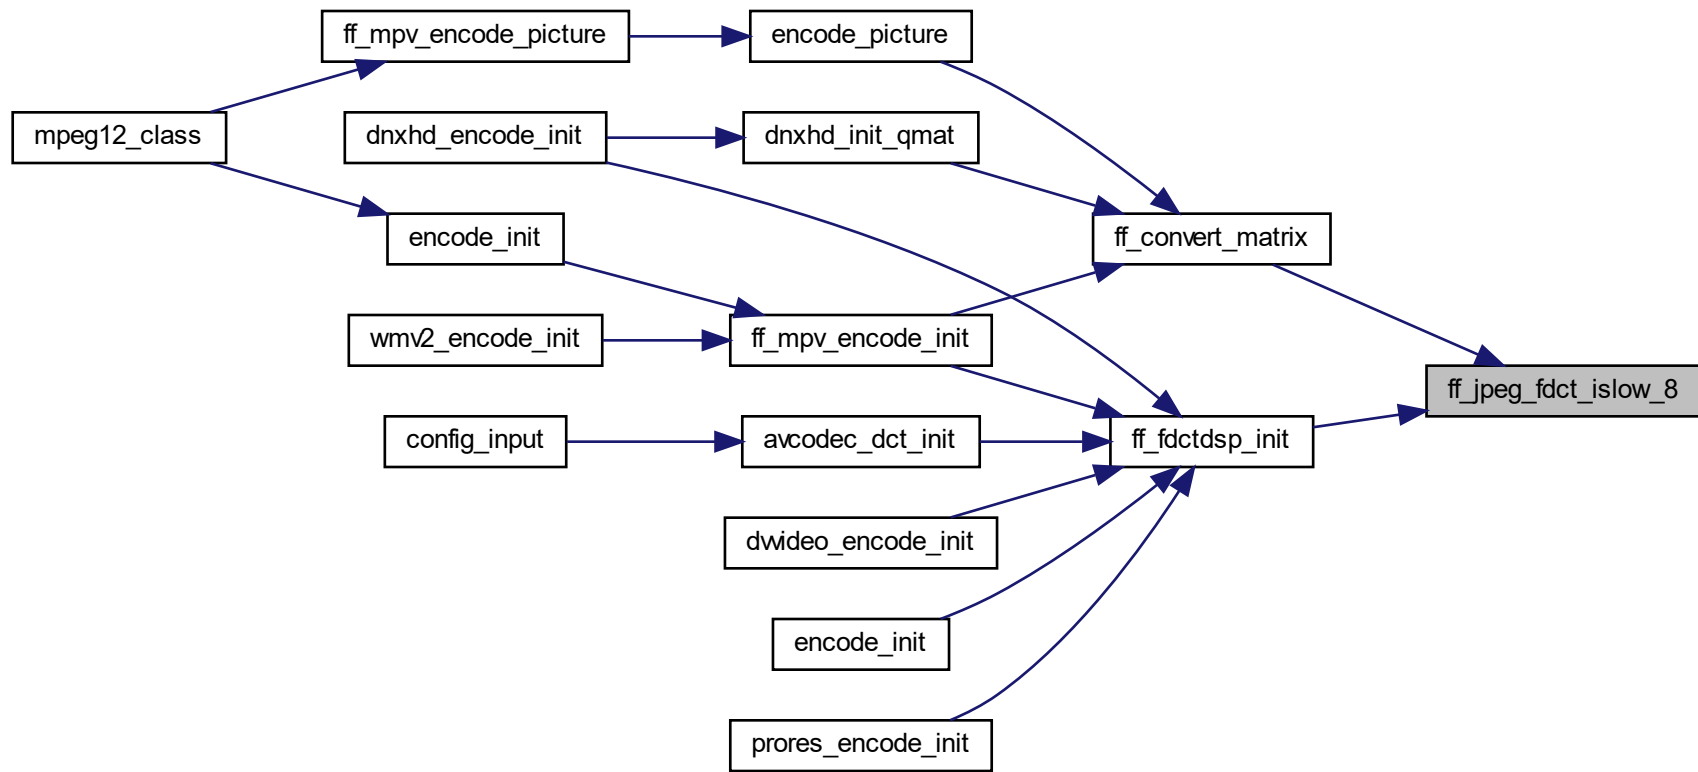 ff_mpv_encode_picture
encode_picture
mpeg12_class
dnxhd_encode_init
dnxhd_init_qmat
encode_init
ff_convert_matrix
wmv2_encode_init
ff_mpv_encode_init
ff_jpeg_fdct_islow_8
config_input
avcodec_dct_init
ff_fdctdsp_init
dvvideo_encode_init
encode_init
prores_encode_init